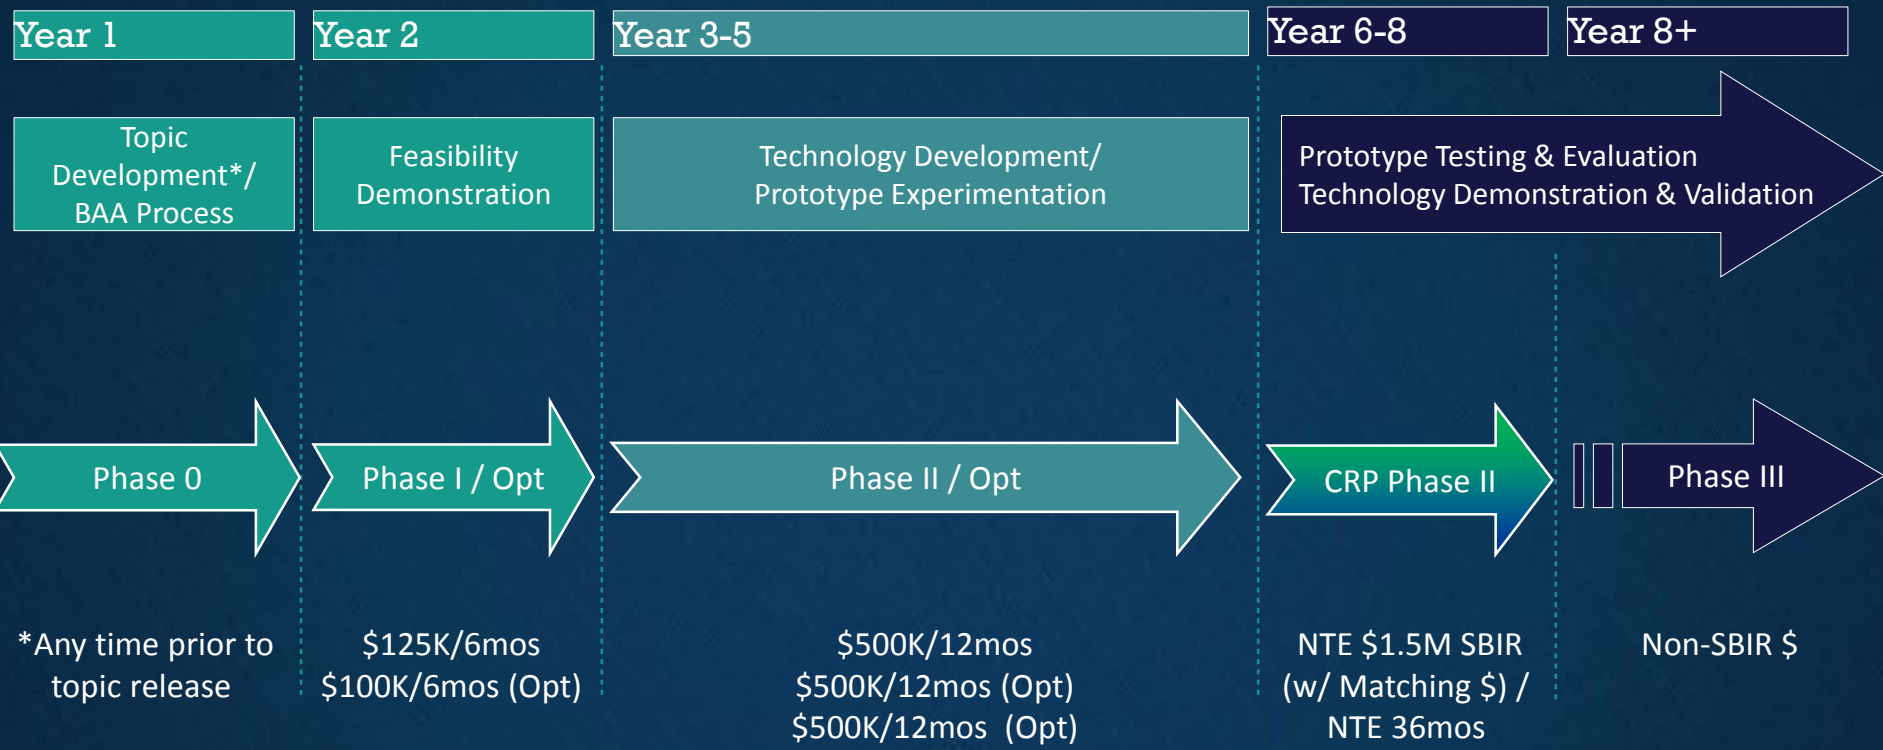 Year 1
Year 2
Year 3-5
Year 6-8
Year 8+
Topic
Development*/
BAA Process
Feasibility
Demonstration
Technology Development/
Prototype Experimentation
Prototype Testing & Evaluation
Technology Demonstration & Validation
Phase 0
Phase I / Opt
Phase II / Opt
CRP Phase II
Phase III
*Any time prior to
topic release
$125K/6mos
$100K/6mos (Opt)
$500K/12mos
$500K/12mos (Opt)
$500K/12mos (Opt)
NTE $1.5M SBIR
(w/ Matching $) /
NTE 36mos
Non-SBIR $